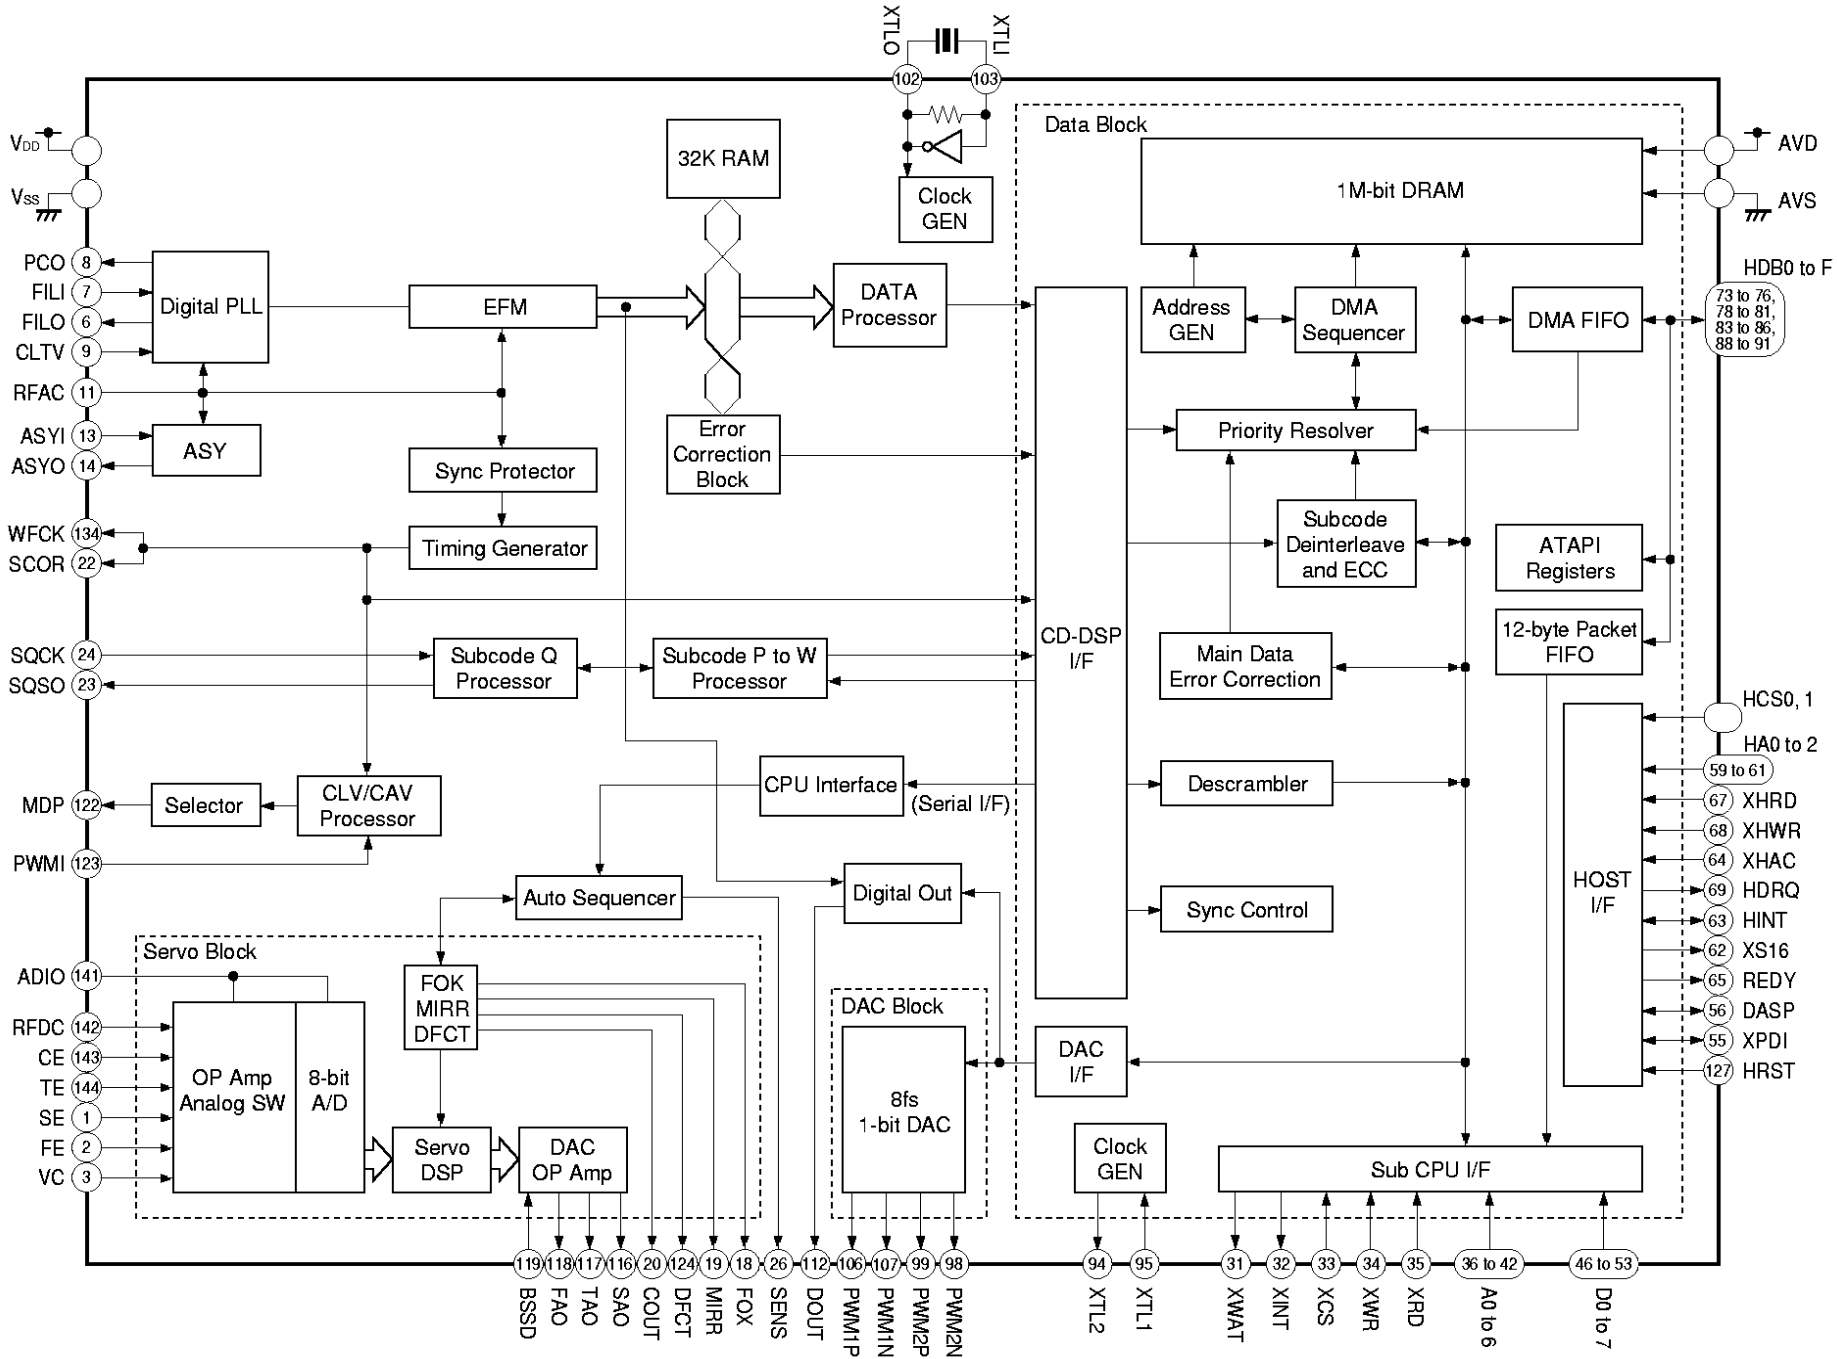 XTLO
XTLI
102
103
VDD
VSS
PCO
8
FILI
7
FILO
6
CLTV
9
RFAC
11
ASYI
13
ASYO
14
WFCK
134
SCOR
22
SQCK
24
SQSO
23
MDP
122
PWMI
123
ADIO
141
RFDC
142
CE
143
TE
144
SE
1
FE
2
VC
3
Digital PLL
ASY
EFM
Sync Protector
Timing Generator
32K RAM
Clock
GEN
DATA
Processor
Error
Correction
Block
Subcode Q
Processor
Subcode P to W
Processor
Selector
CLV/CAV
Processor
CPU Interface
(Serial I/F)
Auto Sequencer
Digital Out
Servo Block
FOK
MIRR
DFCT
OP Amp
Analog SW
8-bit
A/D
Servo
DSP
DAC
OP Amp
DAC Block
8fs
1-bit DAC
Data Block
1M-bit DRAM
Address
GEN
DMA
Sequencer
DMA FIFO
Priority Resolver
Subcode
Deinterleave
and ECC
ATAPI
Registers
12-byte Packet
FIFO
CD-DSP
I/F
Main Data
Error Correction
Descrambler
Sync Control
HOST
I/F
DAC
I/F
Clock
GEN
Sub CPU I/F
AVD
AVS
HDB0 to F
73 to 76,
78 to 81,
83 to 86,
88 to 91
HCS0, 1
HA0 to 2
59 to 61
67
XHRD
68
XHWR
64
XHAC
69
HDRQ
63
HINT
62
XS16
65
REDY
56
DASP
55
XPDI
127
HRST
119
118
117
116
20
124
19
18
26
112
106
107
99
98
94
95
31
32
33
34
35
36 to 42
46 to 53
BSSD
FAO
TAO
SAO
COUT
DFCT
MIRR
FOX
SENS
DOUT
PWM1P
PWM1N
PWM2P
PWM2N
XTL2
XTL1
XWAT
XINT
XCS
XWR
XRD
A0 to 6
D0 to 7